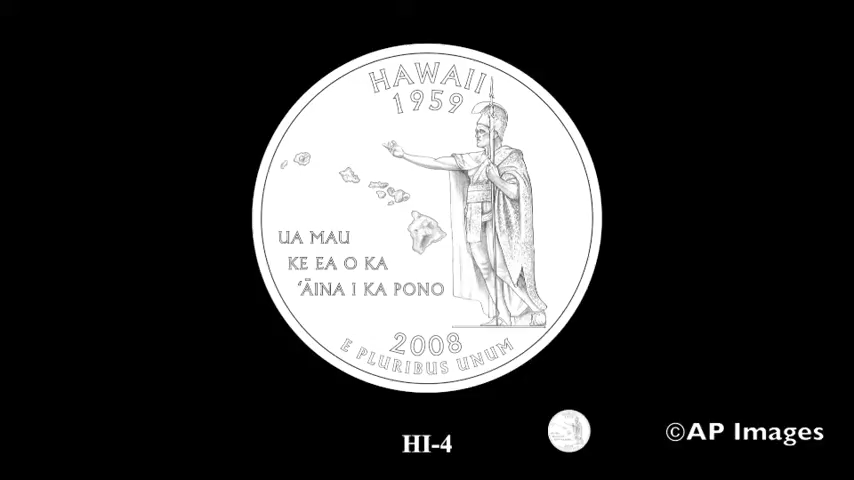 HAWAII
1959
UA MAU
KE EA O KA
ʻĀINA I KA PONO
2008
E PLURIBUS UNUM
HI-4
©AP Images